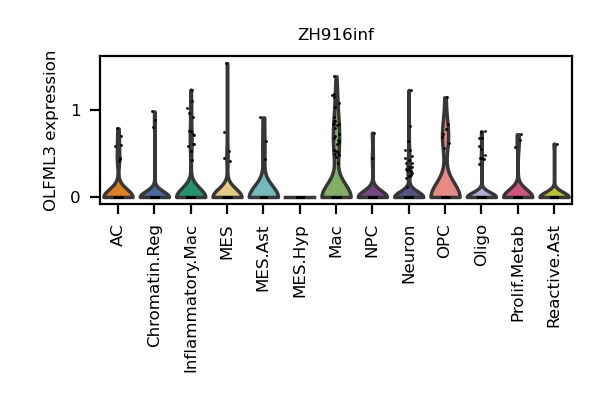 ZH916inf
OLFML3 expression
1
0
AC
Chromatin.Reg
Inflammatory.Mac
MES
MES.Ast
MES.Hyp
Mac
NPC
Neuron
OPC
Oligo
Prolif.Metab
Reactive.Ast